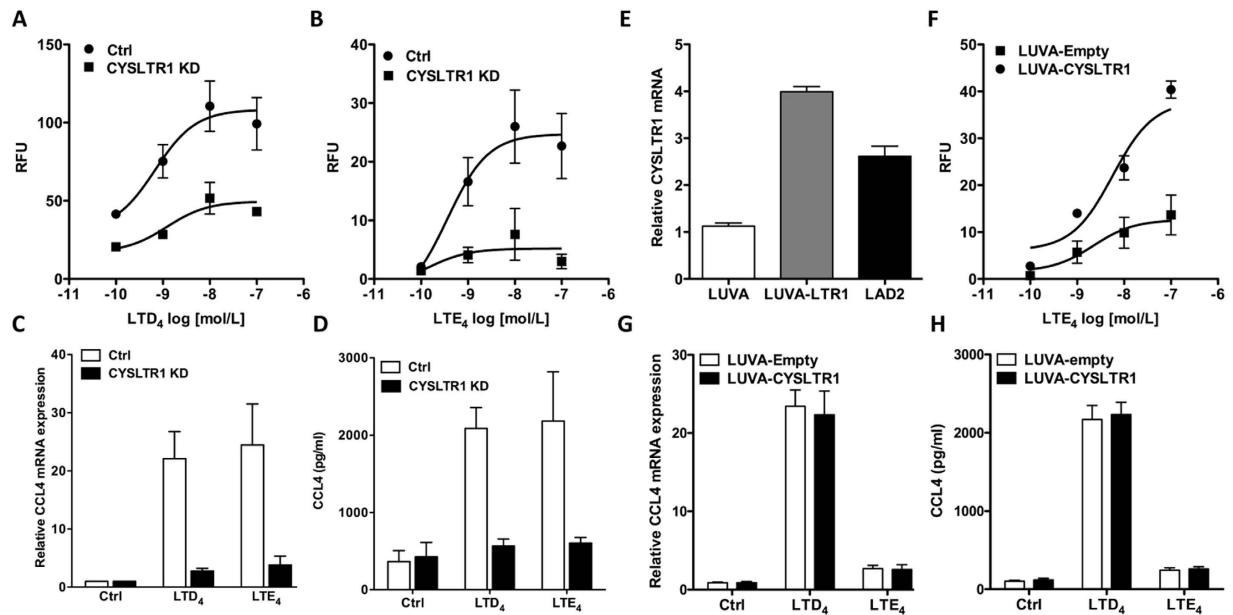 A
150
100
50
0
RFU
Ctrl
CYSLTR1 KD
-11 -10 -9 -8 -7 -6
LTD4 log [mol/L]
B
40
30
20
10
0
RFU
Ctrl
CYSLTR1 KD
-11 -10 -9 -8 -7 -6
LTE4 log [mol/L]
E
5
4
3
2
1
0
Relative CYSLTR1 mRNA
LUVA LUVA-LTR1 LAD2
F
50
40
30
20
10
0
RFU
LUVA-Empty
LUVA-CYSLTR1
-11 -10 -9 -8 -7 -6
LTE4 log [mol/L]
C
40
30
20
10
0
Relative CCL4 mRNA expression
Ctrl
CYSLTR1 KD
Ctrl LTD4 LTE4
D
3000
2000
1000
0
CCL4 (pg/ml)
Ctrl
CYSLTR1 KD
Ctrl LTD4 LTE4
G
30
20
10
0
Relative CCL4 mRNA expression
LUVA-Empty
LUVA-CYSLTR1
Ctrl LTD4 LTE4
H
3000
2000
1000
0
CCL4 (pg/ml)
LUVA-empty
LUVA-CYSLTR1
Ctrl LTD4 LTE4